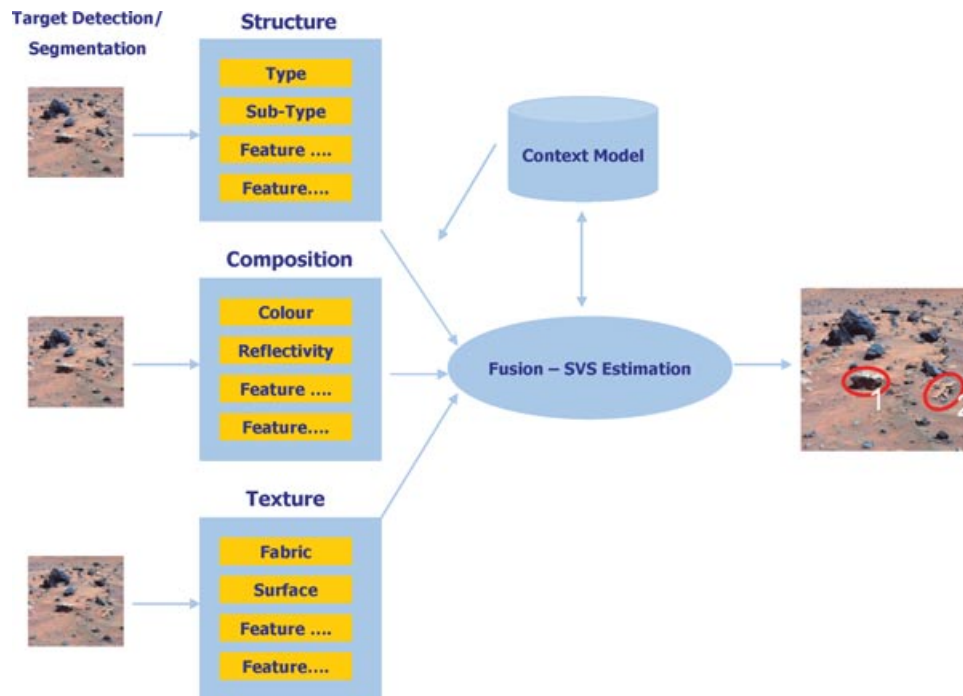 Target Detection/
Segmentation
Structure
Type
Sub-Type
Feature ....
Feature....
Context Model
Composition
Colour
Reflectivity
Feature ....
Feature....
Fusion – SVS Estimation
1
2
Texture
Fabric
Surface
Feature ....
Feature....